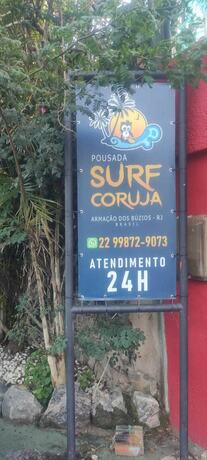 POUSADA
SURF
CORUJA
ARMAÇÃO DOS BÚZIOS - RJ
BRASIL
22 99872-9073
ATENDIMENTO
24H